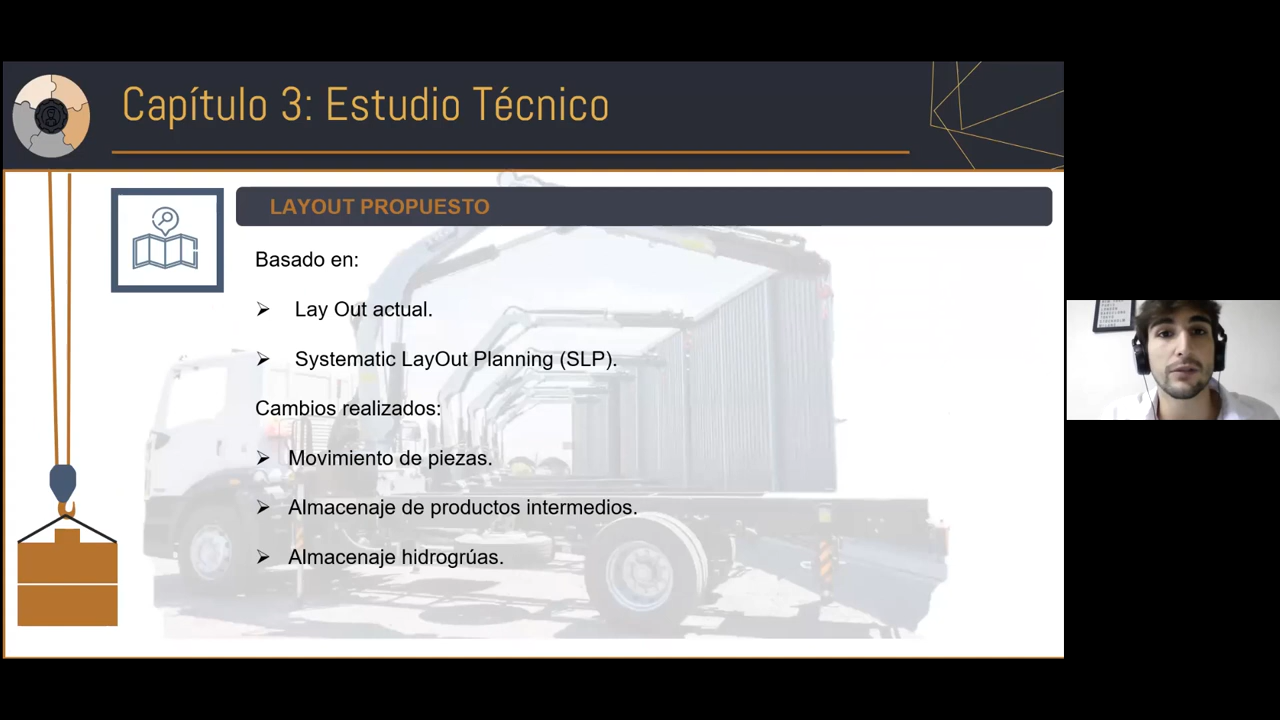 Capítulo 3: Estudio Técnico
LAYOUT PROPUESTO
Basado en:
➢ Lay Out actual.
➢ Systematic LayOut Planning (SLP).
Cambios realizados:
➢ Movimiento de piezas.
➢ Almacenaje de productos intermedios.
➢ Almacenaje hidrogrúas.